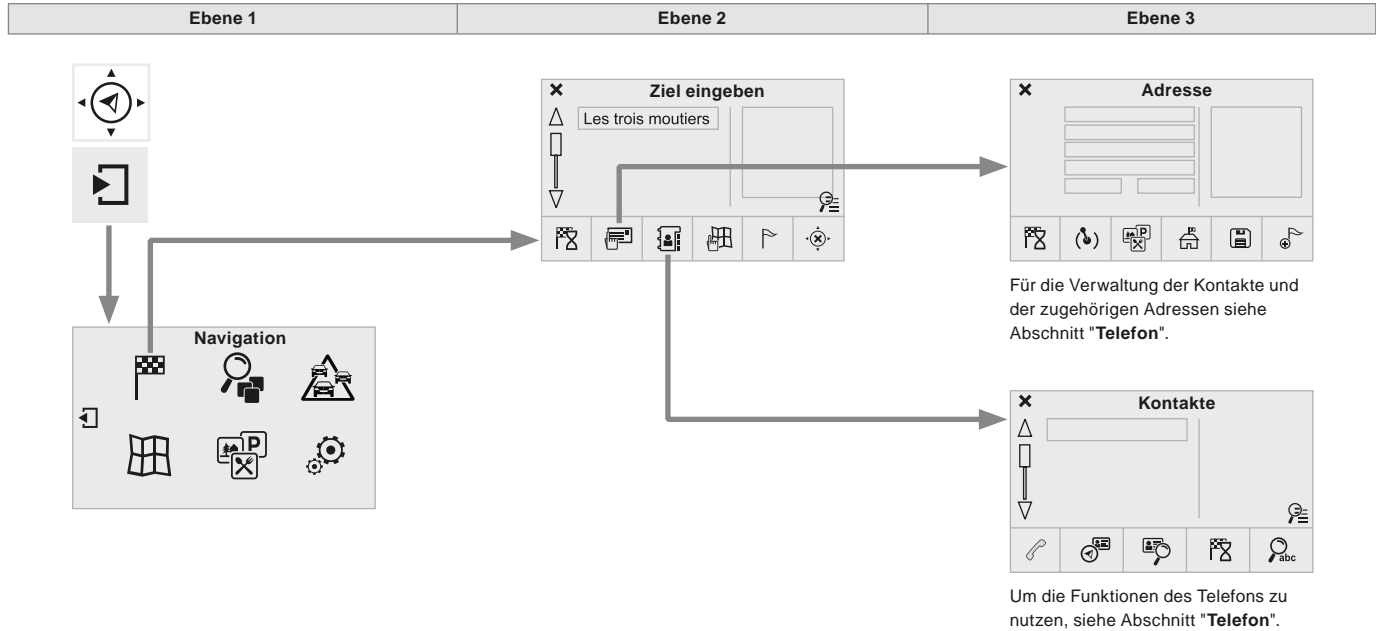 Ebene 1
Ebene 2
Ebene 3
Navigation
P
Ziel eingeben
Les trois moutiers
Adresse
P
Für die Verwaltung der Kontakte und
der zugehörigen Adressen siehe
Abschnitt "Telefon".
Kontakte
abc
Um die Funktionen des Telefons zu
nutzen, siehe Abschnitt "Telefon".